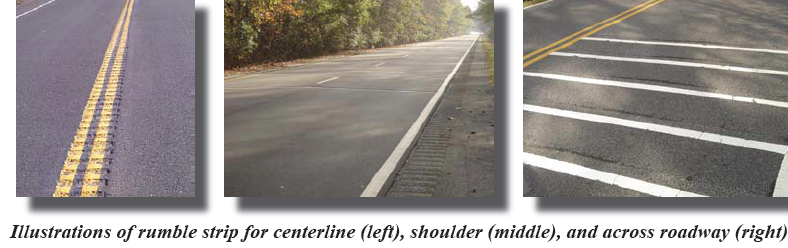 Illustrations of rumble strip for centerline (left), shoulder (middle), and across roadway (right)